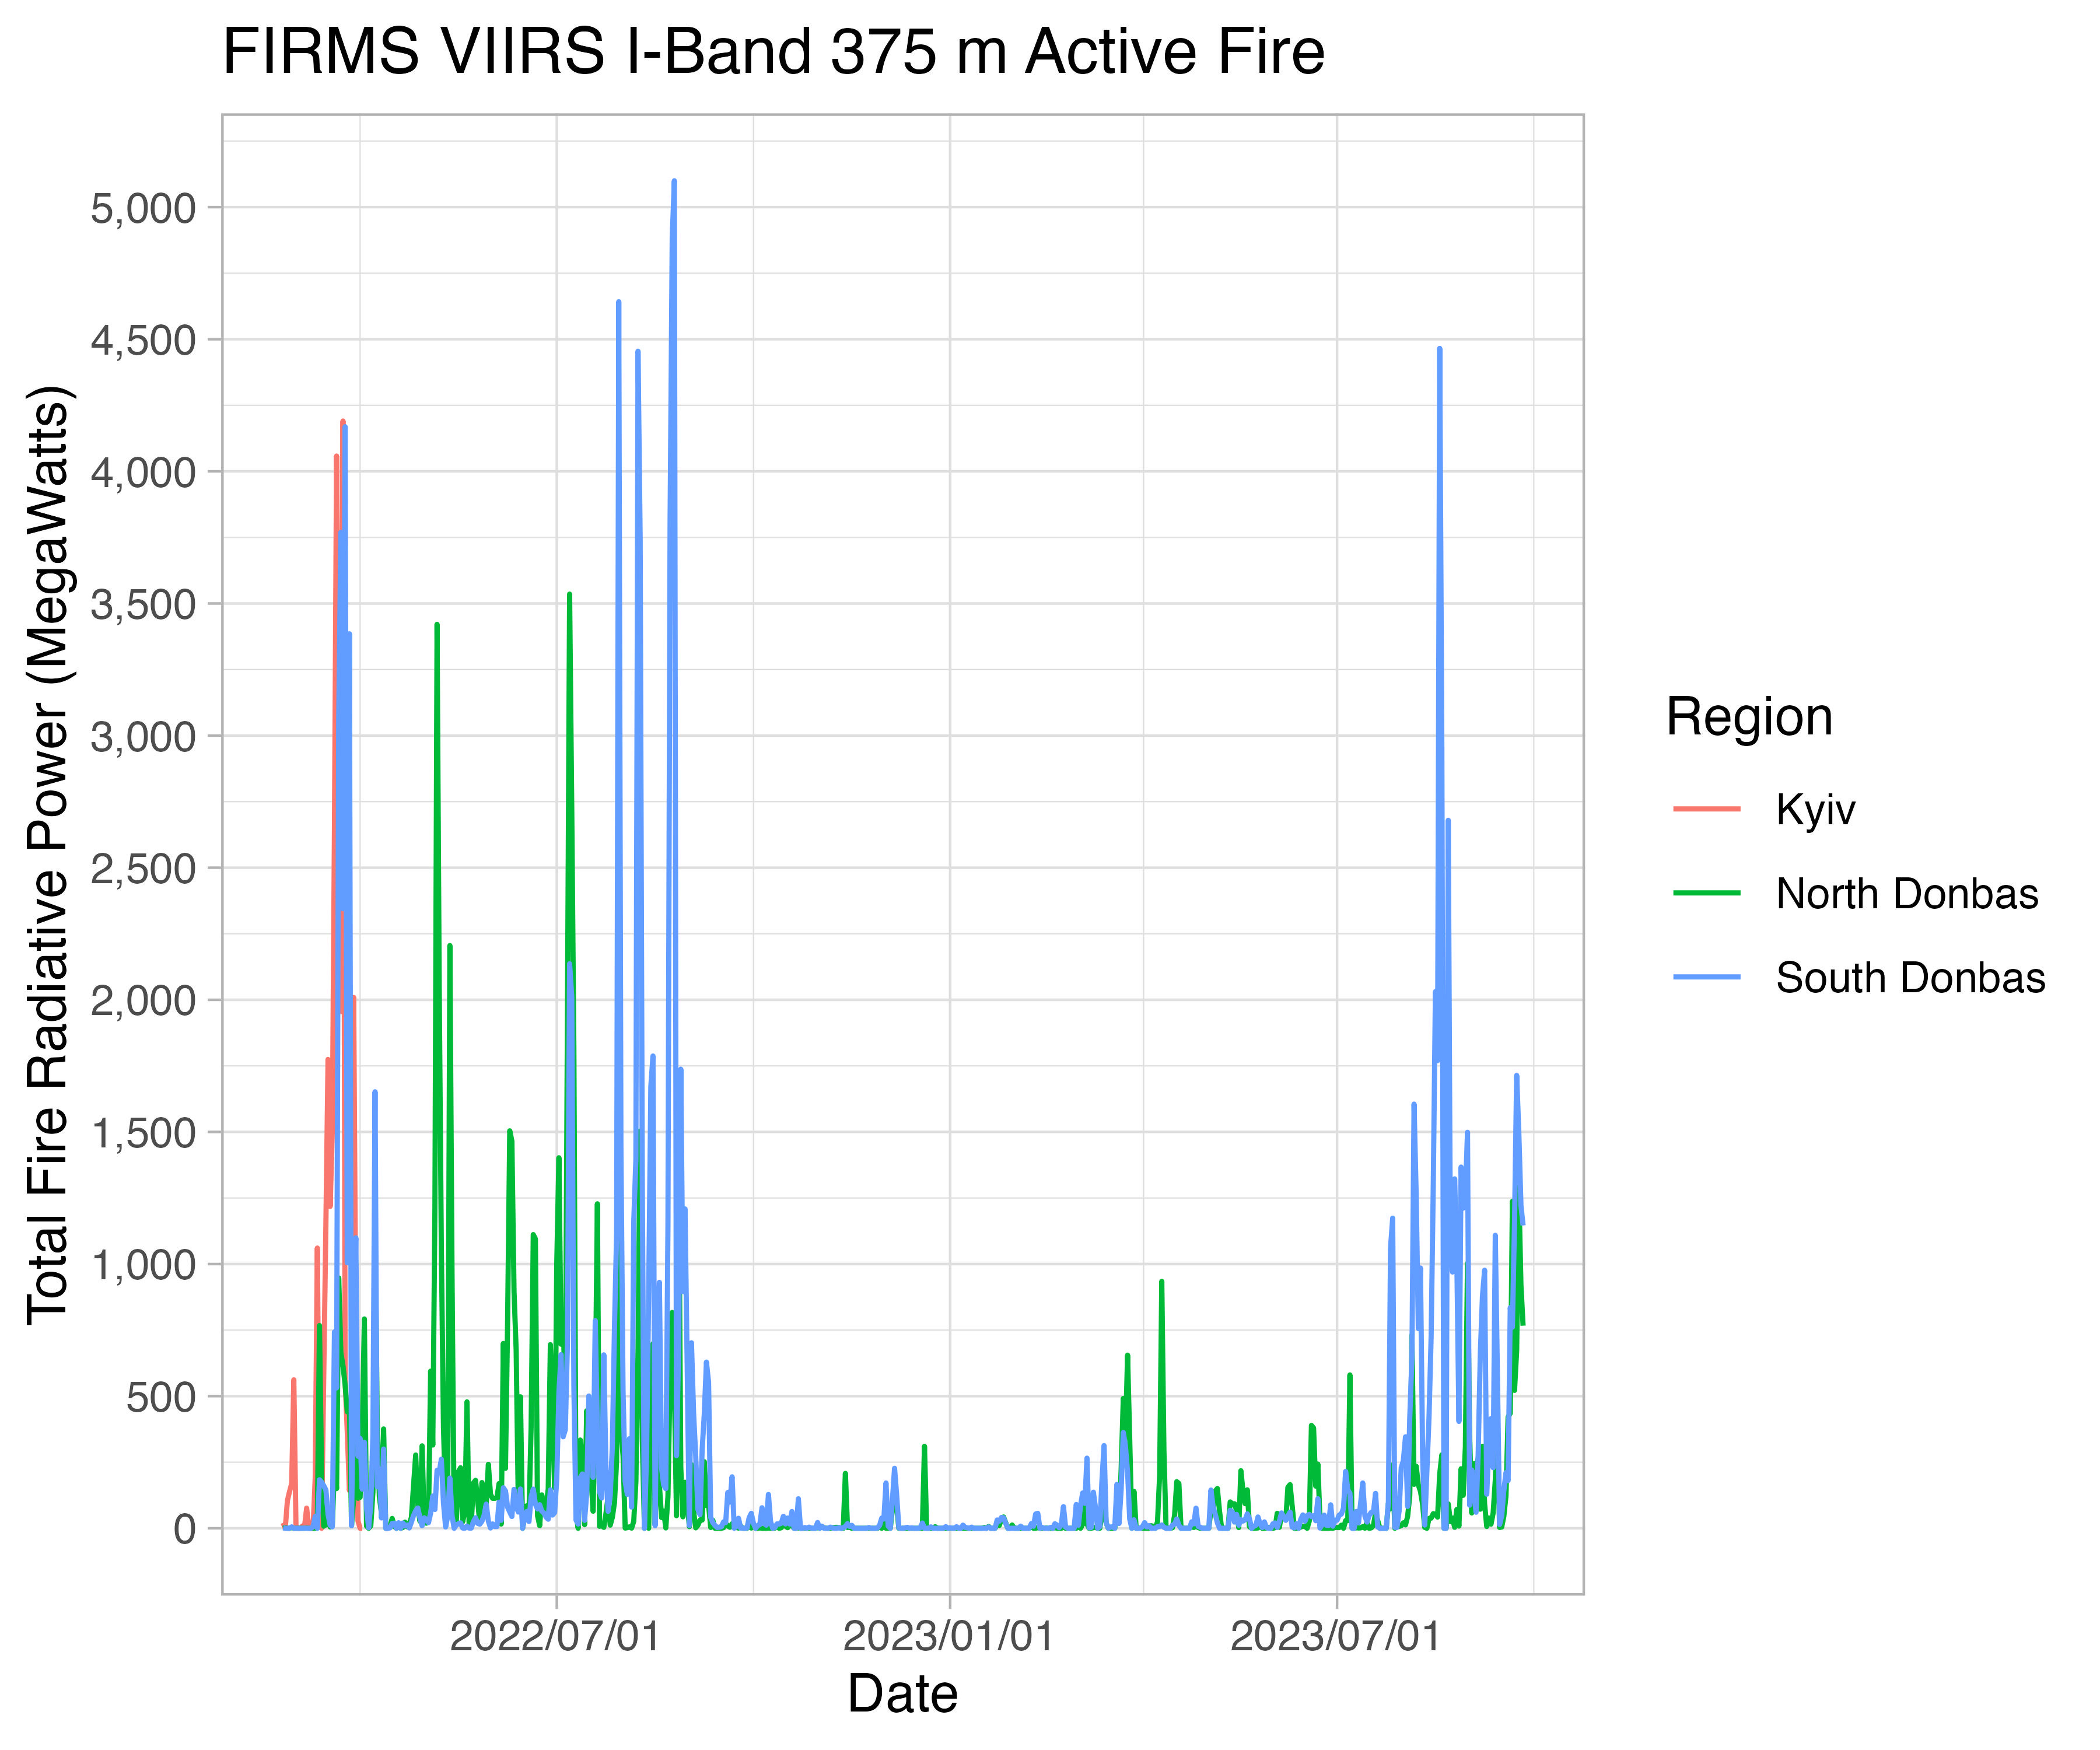 FIRMS VIIRS I-Band 375 m Active Fire
Total Fire Radiative Power (MegaWatts)
5,000
4,500
4,000
3,500
3,000
2,500
2,000
1,500
1,000
500
0
2022/07/01 2023/01/01 2023/07/01
Date
Region
Kyiv
North Donbas
South Donbas